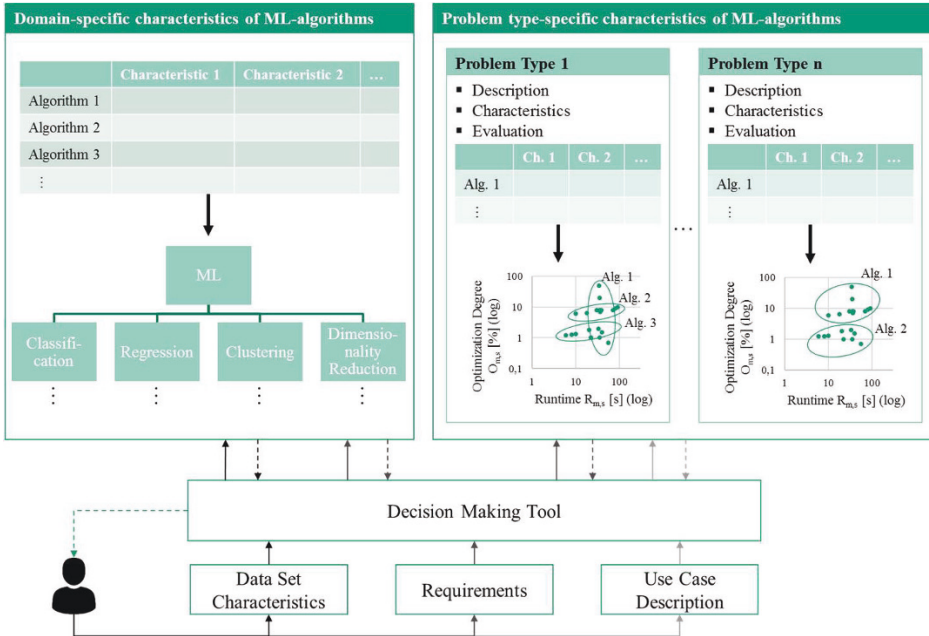 Domain-specific characteristics of ML-algorithms
Characteristic 1 Characteristic 2 ...
Algorithm 1
Algorithm 2
Algorithm 3
⋮
ML
Classifi-
cation
Regression
Clustering
Dimensio-
nality
Reduction
⋮ ⋮ ⋮ ⋮
Problem type-specific characteristics of ML-algorithms
Problem Type 1
▪ Description
▪ Characteristics
▪ Evaluation
Ch. 1 Ch. 2 ...
Alg. 1
⋮
Optimization Degree
O_m,s [%] (log)
100
10
1
0,1
Alg. 1
Alg. 2
Alg. 3
1 10 100
Runtime R_m,s [s] (log)
...
Problem Type n
▪ Description
▪ Characteristics
▪ Evaluation
Ch. 1 Ch. 2 ...
Alg. 1
⋮
Optimization Degree
O_m,s [%] (log)
100
10
1
0,1
Alg. 1
Alg. 2
1 10 100
Runtime R_m,s [s] (log)
Decision Making Tool
Data Set
Characteristics
Requirements
Use Case
Description